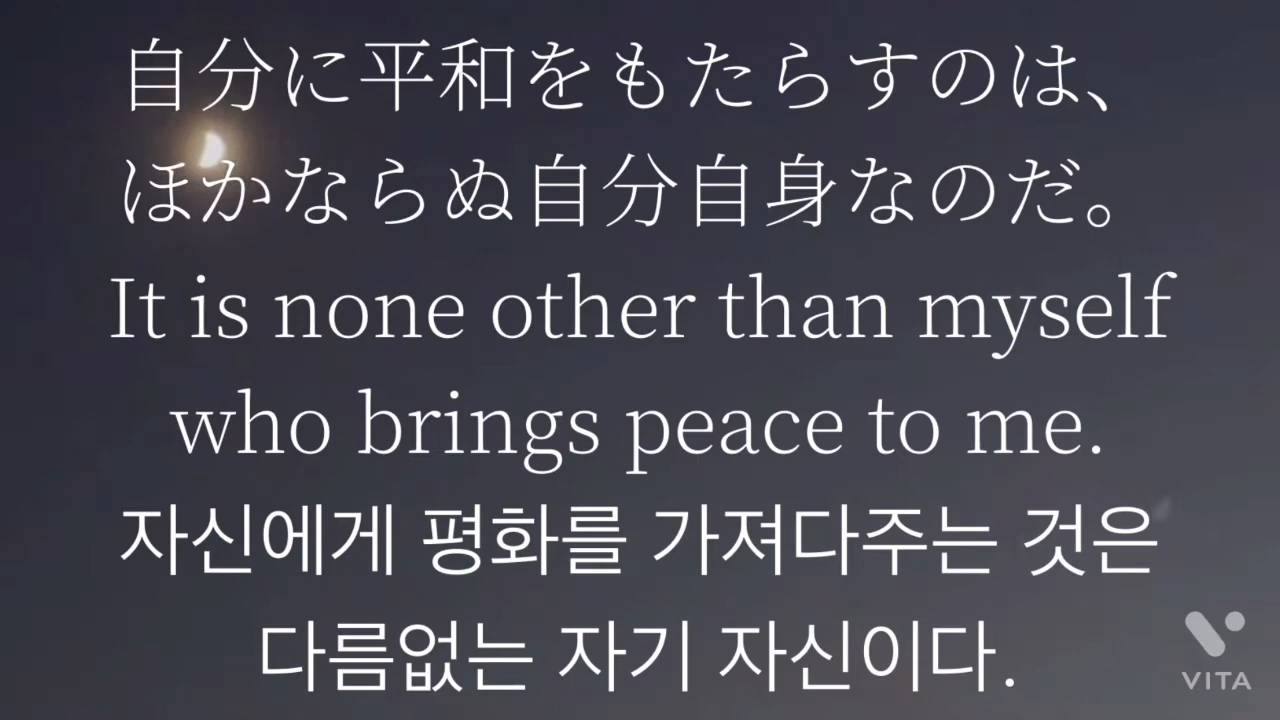 自分に平和をもたらすのは、
ほかならぬ自分自身なのだ。
It is none other than myself
who brings peace to me.
자신에게 평화를 가져다주는 것은
다름없는 자기 자신이다.
VITA